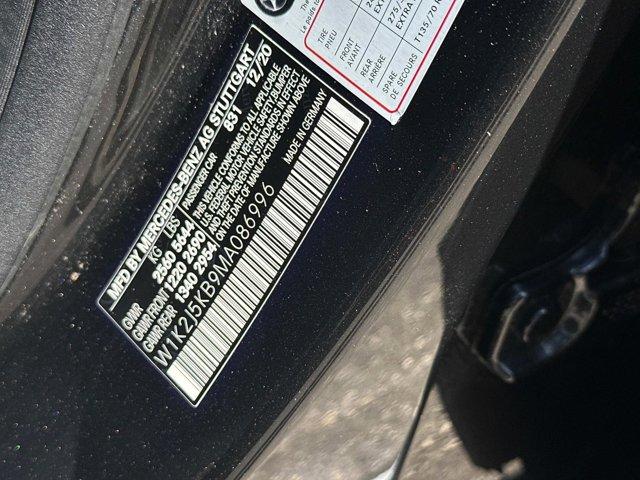 MFD BY MERCEDES-BENZ AG STUTTGART
PASSENGER CAR 831 12/20
KG LBS
GVWR 2560 5644
GAWR FRONT 1220 2690
GAWR REAR 1340 2954
THIS VEHICLE CONFORMS TO ALL APPLICABLE
U.S. FEDERAL MOTOR VEHICLE SAFETY, BUMPER
AND THEFT PREVENTION STANDARDS IN EFFECT
ON THE DATE OF MANUFACTURE SHOWN ABOVE
W1K2J5KB9MA086996
MADE IN GERMANY
TIRE
PNEU
FRONT
AVANT
REAR
ARRIÈRE
275/
EXTRA
SPARE
DE SECOURS
T135/70 R